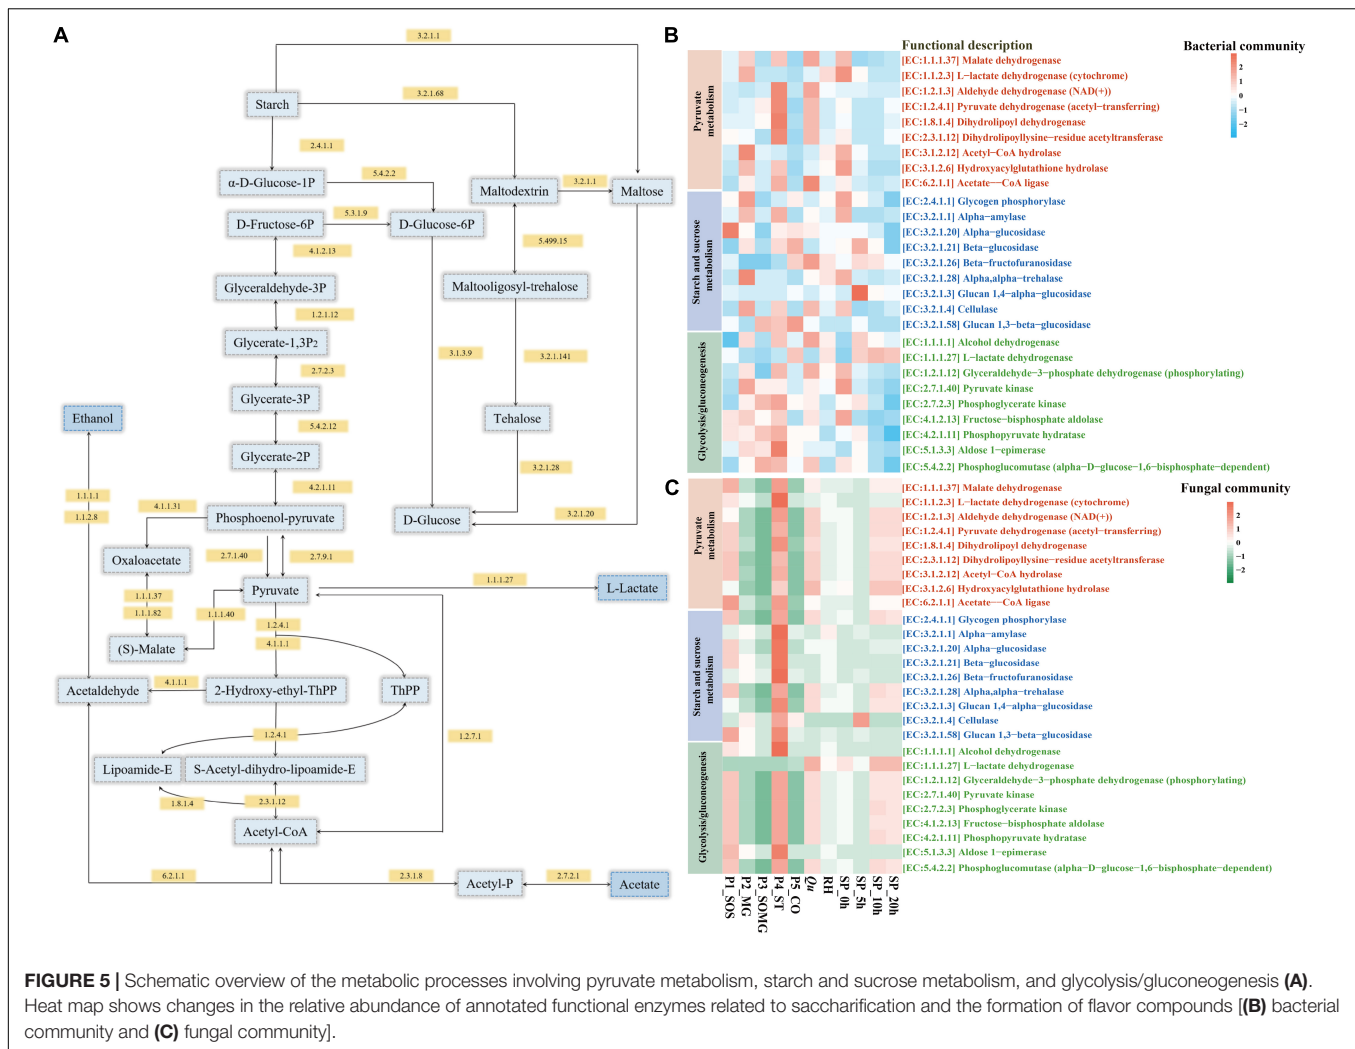 A
3.2.1.1
Starch
3.2.1.68
2.4.1.1
α-D-Glucose-1P
5.4.2.2
Maltodextrin
3.2.1.1
Maltose
D-Fructose-6P
5.3.1.9
D-Glucose-6P
4.1.2.13
5.499.15
Glyceraldehyde-3P
Maltooligosyl-trehalose
1.2.1.12
Glycerate-1,3P2
3.1.3.9
3.2.1.141
2.7.2.3
Glycerate-3P
Ethanol
Tehalose
5.4.2.12
Glycerate-2P
3.2.1.28
4.2.1.11
1.1.1.1
4.1.1.31
1.1.2.8
Phosphoenol-pyruvate
D-Glucose
3.2.1.20
Oxaloacetate
2.7.1.40
2.7.9.1
1.1.1.27
Pyruvate
L-Lactate
1.1.1.37
1.1.1.82
1.1.1.40
1.2.4.1
4.1.1.1
(S)-Malate
4.1.1.1
Acetaldehyde
2-Hydroxy-ethyl-ThPP
ThPP
1.2.4.1
1.2.7.1
Lipoamide-E
S-Acetyl-dihydro-lipoamide-E
1.8.1.4
2.3.1.12
Acetyl-CoA
6.2.1.1
2.3.1.8
Acetyl-P
2.7.2.1
Acetate
B
Functional description
Bacterial community
2
1
0
−1
−2
Pyruvate metabolism
[EC:1.1.1.37] Malate dehydrogenase
[EC:1.1.2.3] L−lactate dehydrogenase (cytochrome)
[EC:1.2.1.3] Aldehyde dehydrogenase (NAD(+))
[EC:1.2.4.1] Pyruvate dehydrogenase (acetyl−transferring)
[EC:1.8.1.4] Dihydrolipoyl dehydrogenase
[EC:2.3.1.12] Dihydrolipoyllysine−residue acetyltransferase
[EC:3.1.2.12] Acetyl−CoA hydrolase
[EC:3.1.2.6] Hydroxyacylglutathione hydrolase
[EC:6.2.1.1] Acetate−−CoA ligase
Starch and sucrose metabolism
[EC:2.4.1.1] Glycogen phosphorylase
[EC:3.2.1.1] Alpha−amylase
[EC:3.2.1.20] Alpha−glucosidase
[EC:3.2.1.21] Beta−glucosidase
[EC:3.2.1.26] Beta−fructofuranosidase
[EC:3.2.1.28] Alpha,alpha−trehalase
[EC:3.2.1.3] Glucan 1,4−alpha−glucosidase
[EC:3.2.1.4] Cellulase
[EC:3.2.1.58] Glucan 1,3−beta−glucosidase
Glycolysis/gluconeogenesis
[EC:1.1.1.1] Alcohol dehydrogenase
[EC:1.1.1.27] L−lactate dehydrogenase
[EC:1.2.1.12] Glyceraldehyde−3−phosphate dehydrogenase (phosphorylating)
[EC:2.7.1.40] Pyruvate kinase
[EC:2.7.2.3] Phosphoglycerate kinase
[EC:4.1.2.13] Fructose−bisphosphate aldolase
[EC:4.2.1.11] Phosphopyruvate hydratase
[EC:5.1.3.3] Aldose 1−epimerase
[EC:5.4.2.2] Phosphoglucomutase (alpha−D−glucose−1,6−bisphosphate−dependent)
C
Fungal community
2
1
0
−1
−2
Pyruvate metabolism
[EC:1.1.1.37] Malate dehydrogenase
[EC:1.1.2.3] L−lactate dehydrogenase (cytochrome)
[EC:1.2.1.3] Aldehyde dehydrogenase (NAD(+))
[EC:1.2.4.1] Pyruvate dehydrogenase (acetyl−transferring)
[EC:1.8.1.4] Dihydrolipoyl dehydrogenase
[EC:2.3.1.12] Dihydrolipoyllysine−residue acetyltransferase
[EC:3.1.2.12] Acetyl−CoA hydrolase
[EC:3.1.2.6] Hydroxyacylglutathione hydrolase
[EC:6.2.1.1] Acetate−−CoA ligase
Starch and sucrose metabolism
[EC:2.4.1.1] Glycogen phosphorylase
[EC:3.2.1.1] Alpha−amylase
[EC:3.2.1.20] Alpha−glucosidase
[EC:3.2.1.21] Beta−glucosidase
[EC:3.2.1.26] Beta−fructofuranosidase
[EC:3.2.1.28] Alpha,alpha−trehalase
[EC:3.2.1.3] Glucan 1,4−alpha−glucosidase
[EC:3.2.1.4] Cellulase
[EC:3.2.1.58] Glucan 1,3−beta−glucosidase
Glycolysis/gluconeogenesis
[EC:1.1.1.1] Alcohol dehydrogenase
[EC:1.1.1.27] L−lactate dehydrogenase
[EC:1.2.1.12] Glyceraldehyde−3−phosphate dehydrogenase (phosphorylating)
[EC:2.7.1.40] Pyruvate kinase
[EC:2.7.2.3] Phosphoglycerate kinase
[EC:4.1.2.13] Fructose−bisphosphate aldolase
[EC:4.2.1.11] Phosphopyruvate hydratase
[EC:5.1.3.3] Aldose 1−epimerase
[EC:5.4.2.2] Phosphoglucomutase (alpha−D−glucose−1,6−bisphosphate−dependent)
P1_SOS
P2_MG
P3_SOMG
P4_ST
P5_CO
Qu
RH
SP_0h
SP_5h
SP_10h
SP_20h
FIGURE 5 | Schematic overview of the metabolic processes involving pyruvate metabolism, starch and sucrose metabolism, and glycolysis/gluconeogenesis (A).
Heat map shows changes in the relative abundance of annotated functional enzymes related to saccharification and the formation of flavor compounds [(B) bacterial
community and (C) fungal community].